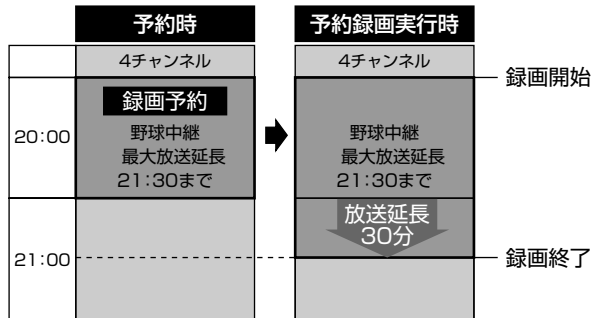 予約時
予約録画実行時
4チャンネル
4チャンネル
録画開始
録画予約
20:00
野球中継
最大放送延長
21:30まで
野球中継
最大放送延長
21:30まで
放送延長
30分
21:00
録画終了